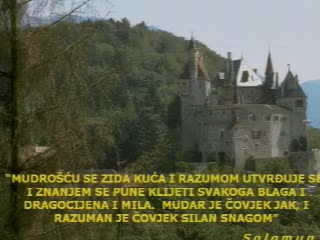 "MUDROŠĆU SE ZIDA KUĆA I RAZUMOM UTVRĐUJE SE
I ZNANJEM SE PUNE KLIJETI SVAKOGA BLAGA I
DRAGOCIJENA I MILA. MUDAR JE ČOVJEK JAK, I
RAZUMAN JE ČOVJEK SILAN SNAGOM"
Salamun